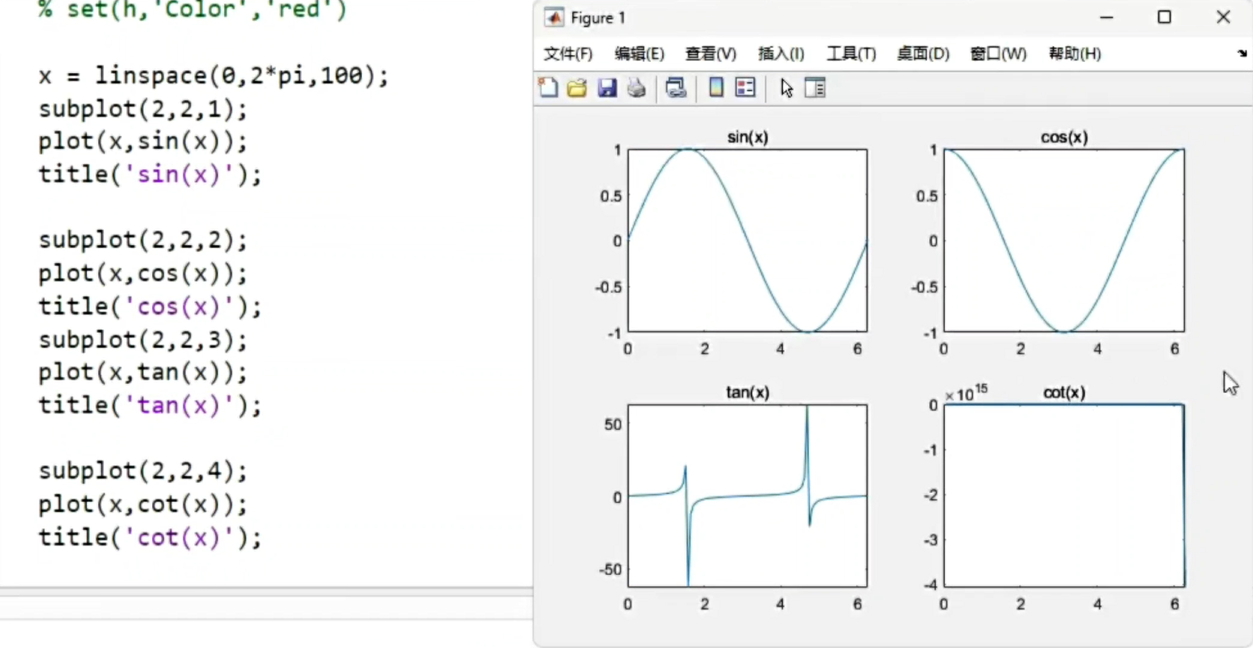 % set(h,'Color','red')
x = linspace(0,2*pi,100);
subplot(2,2,1);
plot(x,sin(x));
title('sin(x)');
subplot(2,2,2);
plot(x,cos(x));
title('cos(x)');
subplot(2,2,3);
plot(x,tan(x));
title('tan(x)');
subplot(2,2,4);
plot(x,cot(x));
title('cot(x)');
Figure 1
文件(F) 编辑(E) 查看(V) 插入(I) 工具(T) 桌面(D) 窗口(W) 帮助(H)
sin(x)
1
0.5
0
-0.5
-1
0 2 4 6
cos(x)
1
0.5
0
-0.5
-1
0 2 4 6
tan(x)
50
0
-50
0 2 4 6
cot(x)
×10^15
0
-1
-2
-3
-4
0 2 4 6